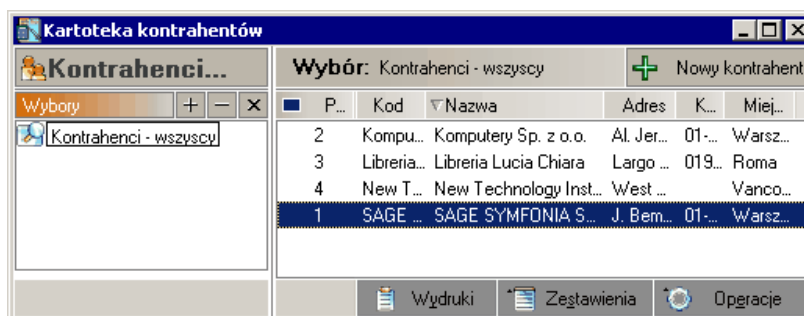 Kartoteka kontrahentów
Kontrahenci...
Wybór: Kontrahenci - wszyscy
Nowy kontrahent
Wybory
P... Kod Nazwa Adres K... Miej...
Kontrahenci - wszyscy
2 Kompu... Komputery Sp. z o.o. Al. Jer... 01-... Warsz...
3 Libreria... Libreria Lucia Chiara Largo ... 019... Roma
4 New T... New Technology Inst... West ... Vanco...
1 SAGE ... SAGE SYMFONIA S... J. Bem... 01-... Warsz...
Wydruki Zestawienia Operacje